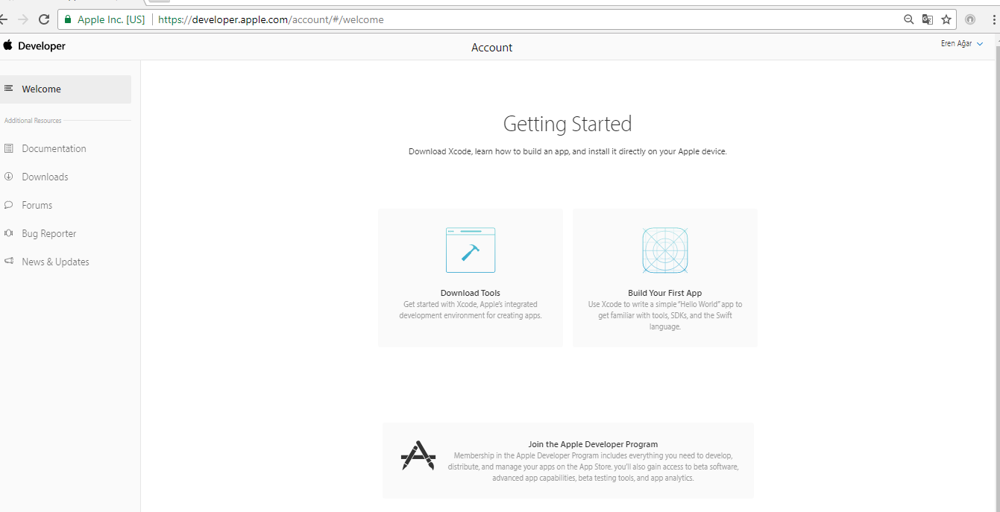 Apple Inc. [US] https://developer.apple.com/account/#/welcome
Developer
Account
Eren Ağar
Welcome
Additional Resources
Documentation
Downloads
Forums
Bug Reporter
News & Updates
Getting Started
Download Xcode, learn how to build an app, and install it directly on your Apple device.
Download Tools
Get started with Xcode, Apple's integrated
development environment for creating apps.
Build Your First App
Use Xcode to write a simple "Hello World" app to
get familiar with tools, SDKs, and the Swift
language.
Join the Apple Developer Program
Membership in the Apple Developer Program includes everything you need to develop,
distribute, and manage your apps on the App Store. you'll also gain access to beta software,
advanced app capabilities, beta testing tools, and app analytics.